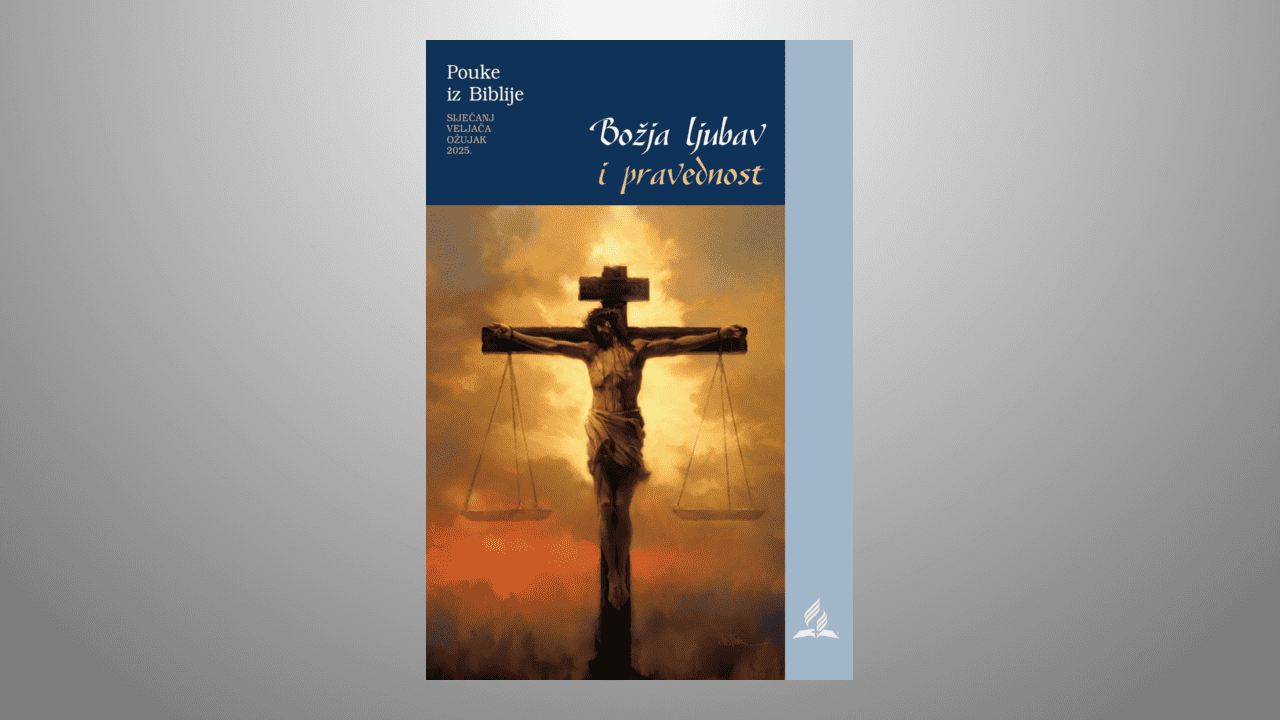 Pouke
iz Biblije
SIJEČANJ
VELJAČA
OŽUJAK
2025.
Božja ljubav
i pravednost